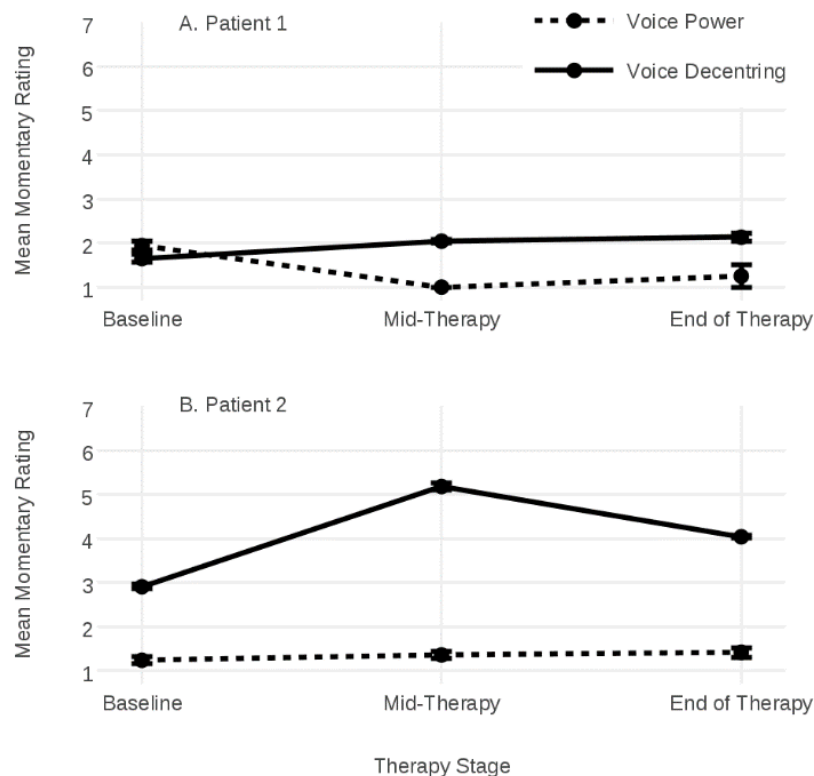 A. Patient 1
Voice Power
Voice Decentring
Mean Momentary Rating
7
6
5
4
3
2
1
Baseline Mid-Therapy End of Therapy
B. Patient 2
Mean Momentary Rating
7
6
5
4
3
2
1
Baseline Mid-Therapy End of Therapy
Therapy Stage